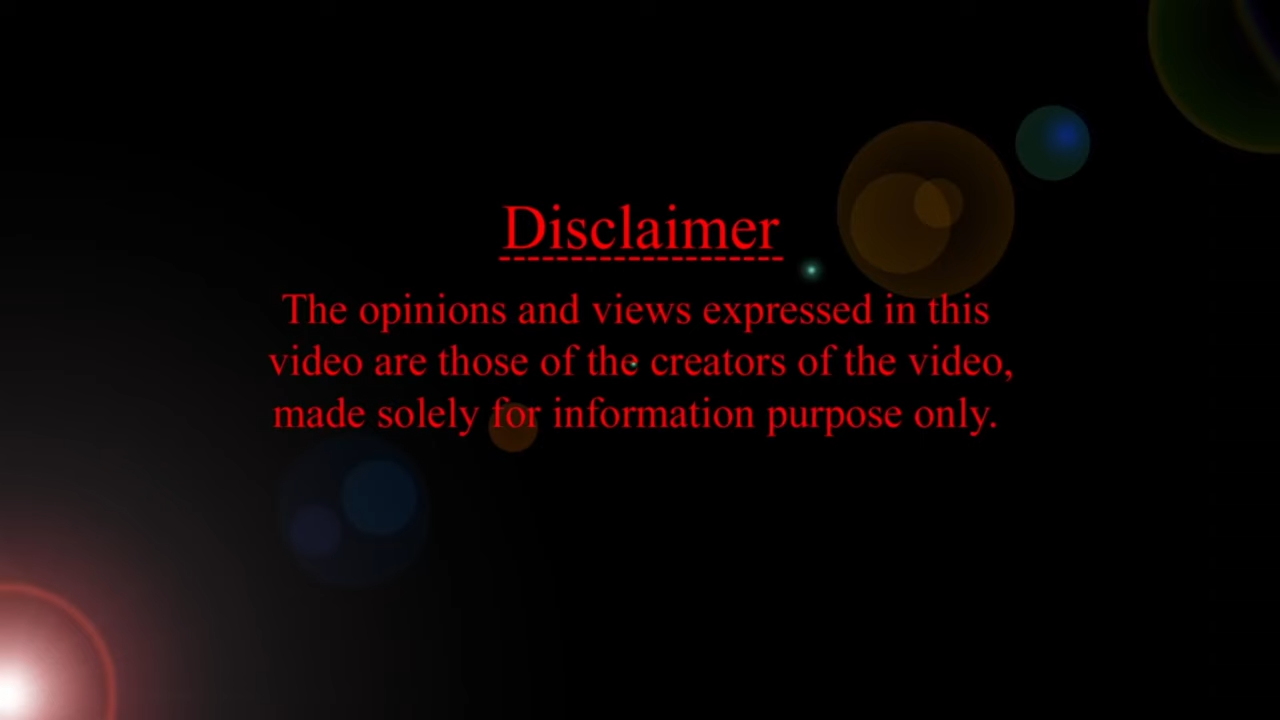 Disclaimer
The opinions and views expressed in this
video are those of the creators of the video,
made solely for information purpose only.